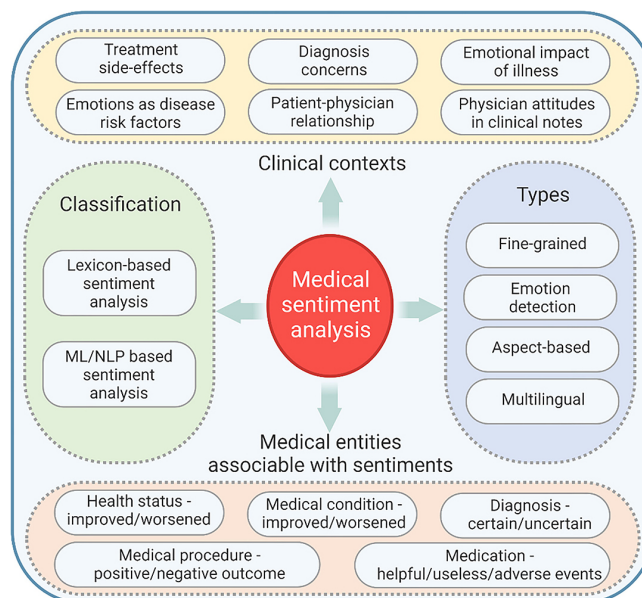 Treatment
side-effects
Diagnosis
concerns
Emotional impact
of illness
Emotions as disease
risk factors
Patient-physician
relationship
Physician attitudes
in clinical notes
Clinical contexts
Classification
Lexicon-based
sentiment
analysis
ML/NLP based
sentiment
analysis
Medical
sentiment
analysis
Types
Fine-grained
Emotion
detection
Aspect-based
Multilingual
Medical entities
associable with sentiments
Health status -
improved/worsened
Medical condition -
improved/worsened
Diagnosis -
certain/uncertain
Medical procedure -
positive/negative outcome
Medication -
helpful/useless/adverse events